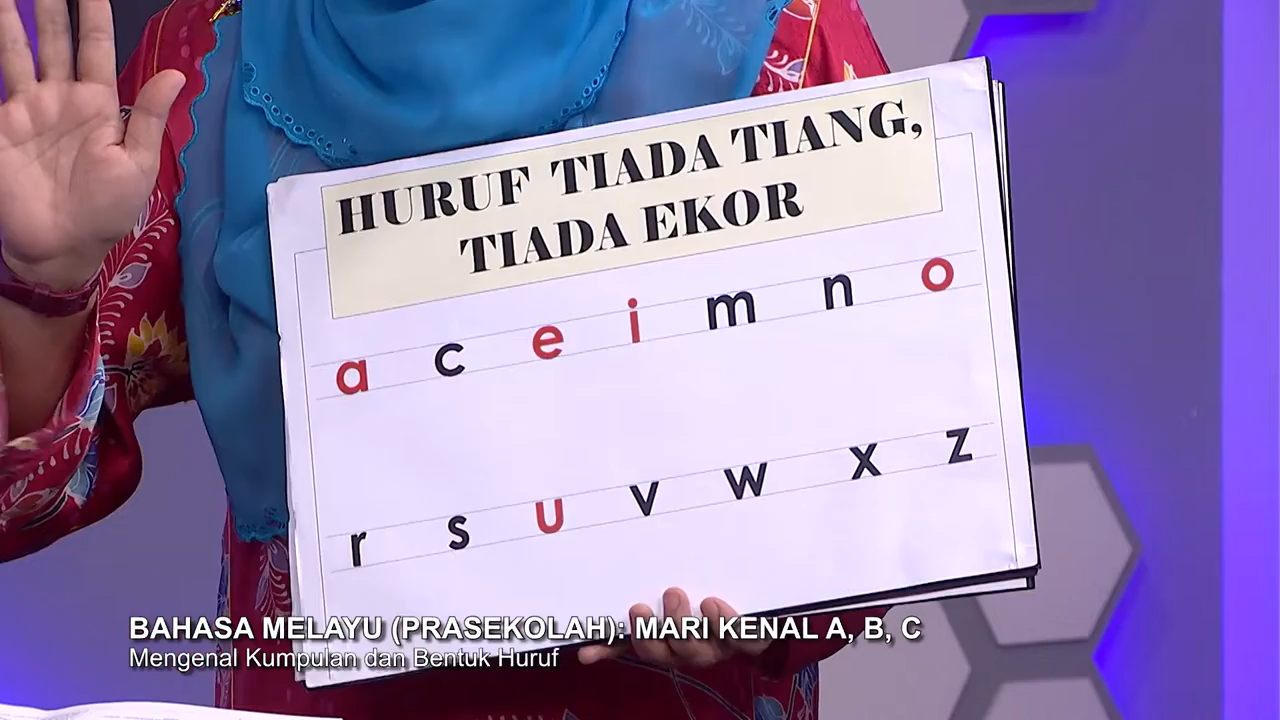 HURUF TIADA TIANG,
TIADA EKOR
a c e i m n o
r s u v w x z
BAHASA MELAYU (PRASEKOLAH): MARI KENAL A, B, C
Mengenal Kumpulan dan Bentuk Huruf